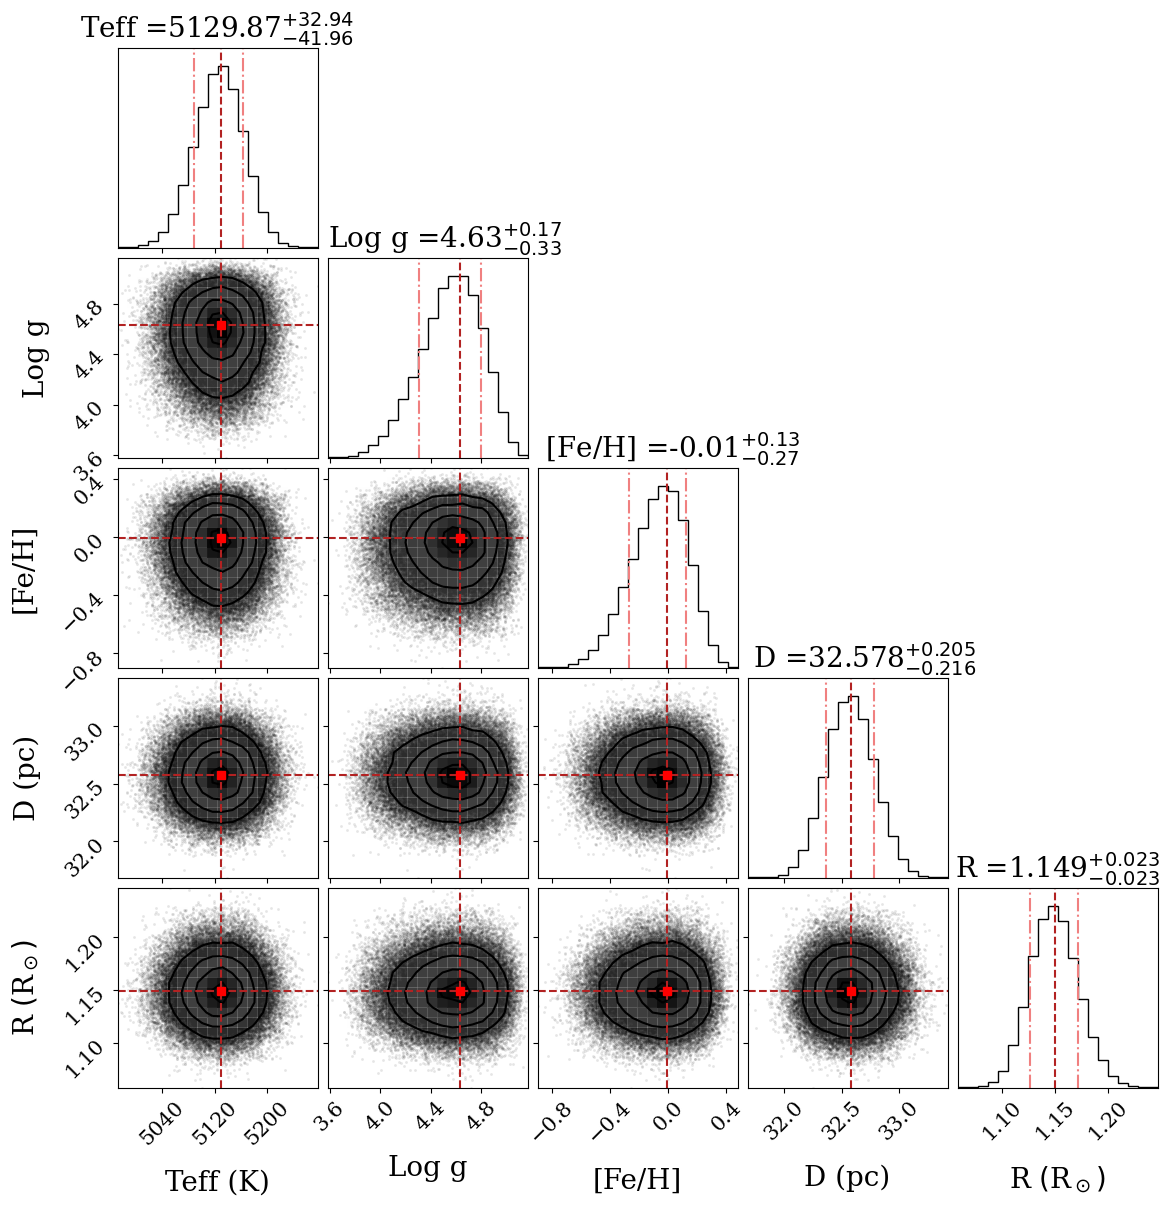 Teff =5129.87+32.94 −41.96
Log g =4.63+0.17 −0.33
Log g
4.8
4.4
4.0
3.6
[Fe/H] =-0.01+0.13 −0.27
[Fe/H]
0.4
0.0
−0.4
−0.8
D =32.578+0.205 −0.216
D (pc)
33.0
32.5
32.0
R =1.149+0.023 −0.023
R (R⊙)
1.20
1.15
1.10
5040 5120 5200
3.6 4.0 4.4 4.8
−0.8 −0.4 0.0 0.4
32.0 32.5 33.0
1.10 1.15 1.20
Teff (K) Log g [Fe/H] D (pc) R (R⊙)